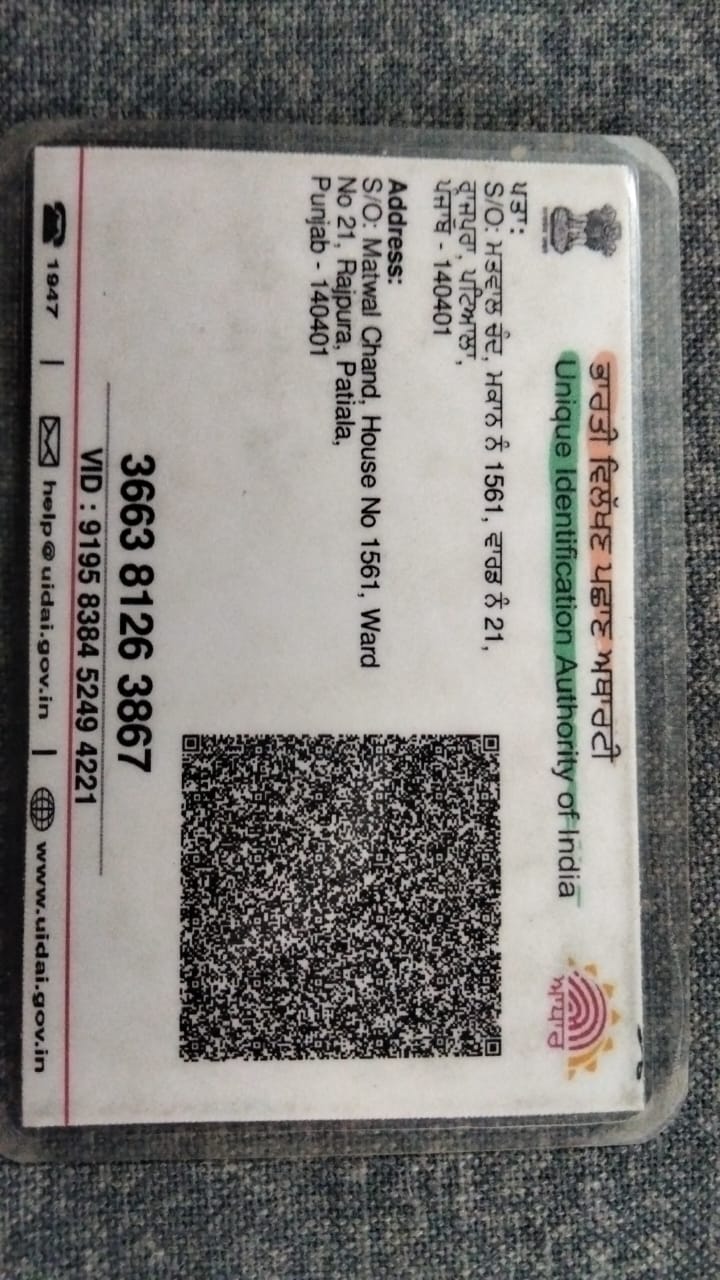 ਭਾਰਤੀ ਵਿਲੱਖਣ ਪਛਾਣ ਅਥਾਰਟੀ
Unique Identification Authority of India
ਆਧਾਰ
ਪਤਾ:
S/O: ਮਤਵਾਲ ਚੰਦ, ਮਕਾਨ ਨੰ 1561, ਵਾਰਡ ਨੰ 21,
ਰਾਜਪੁਰਾ, ਪਟਿਆਲਾ,
ਪੰਜਾਬ - 140401
Address:
S/O: Matwal Chand, House No 1561, Ward
No 21, Rajpura, Patiala,
Punjab - 140401
3663 8126 3867
VID : 9195 8384 5249 4221
1947 | help@uidai.gov.in | www.uidai.gov.in